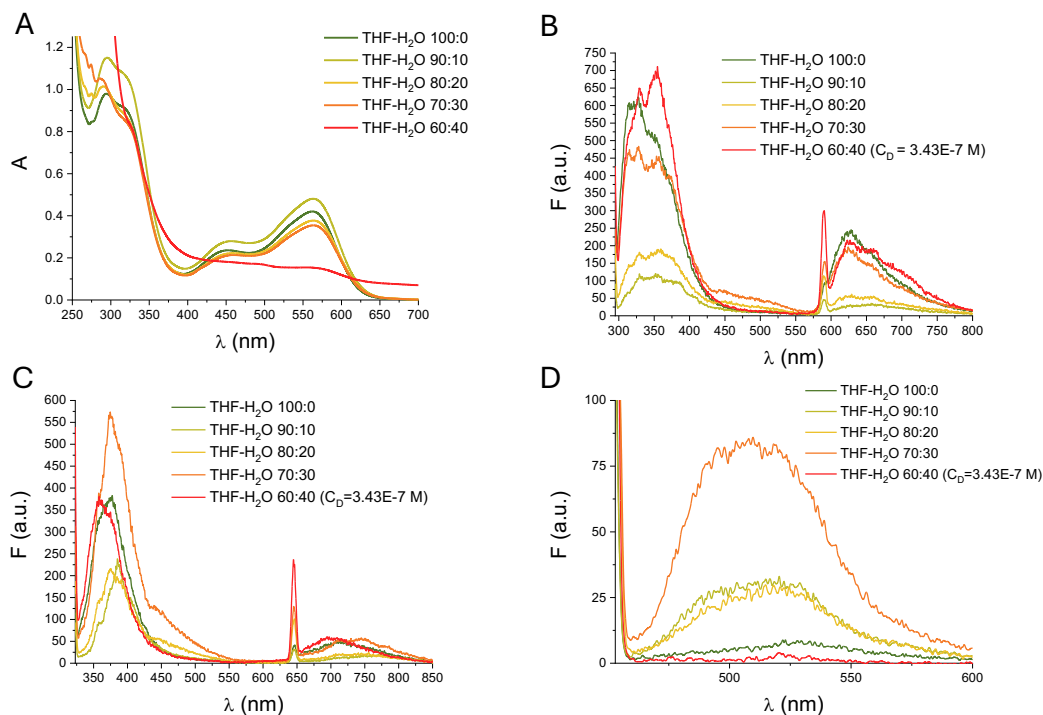 A
THF-H₂O 100:0
THF-H₂O 90:10
THF-H₂O 80:20
THF-H₂O 70:30
THF-H₂O 60:40
1.2
1.0
0.8
0.6
0.4
0.2
0.0
A
250 300 350 400 450 500 550 600 650 700
λ (nm)
B
THF-H₂O 100:0
THF-H₂O 90:10
THF-H₂O 80:20
THF-H₂O 70:30
THF-H₂O 60:40 (C_D = 3.43E-7 M)
750
700
650
600
550
500
450
400
350
300
250
200
150
100
50
0
F (a.u.)
300 350 400 450 500 550 600 650 700 750 800
λ (nm)
C
THF-H₂O 100:0
THF-H₂O 90:10
THF-H₂O 80:20
THF-H₂O 70:30
THF-H₂O 60:40 (C_D=3.43E-7 M)
600
550
500
450
400
350
300
250
200
150
100
50
0
F (a.u.)
350 400 450 500 550 600 650 700 750 800 850
λ (nm)
D
THF-H₂O 100:0
THF-H₂O 90:10
THF-H₂O 80:20
THF-H₂O 70:30
THF-H₂O 60:40 (C_D=3.43E-7 M)
100
75
50
25
0
F (a.u.)
500 550 600
λ (nm)